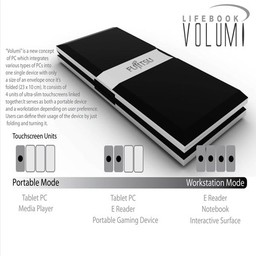 LIFEBOOK
VOLUMI
"Volumi" is a new concept
of PC which integrates
various types of PCs into
one single device with only
a size of an envelope once it's
folded (23 x 10 cm). It consists of
4 units of ultra-slim touchscreens linked
together. It serves as both a portable device
and a workstation depending on user preference.
Users can define their usage of the device by just
folding and turning it.
FUJITSU
Touchscreen Units
Portable Mode
Workstation Mode
Tablet PC
Media Player
Tablet PC
E Reader
Portable Gaming Device
E Reader
Notebook
Interactive Surface